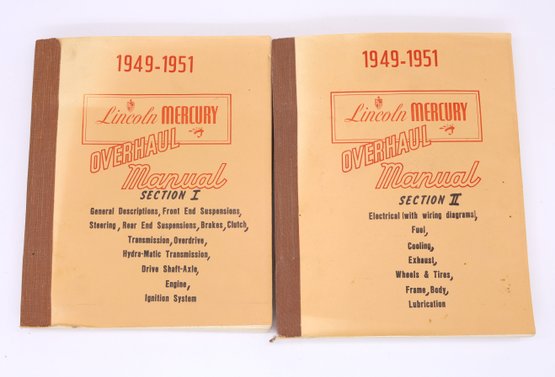 1949-1951
Lincoln MERCURY
OVERHAUL
Manual
SECTION I
General Descriptions, Front End Suspensions,
Steering, Rear End Suspensions, Brakes, Clutch,
Transmission, Overdrive,
Hydra-Matic Transmission,
Drive Shaft-Axle,
Engine,
Ignition System
1949-1951
Lincoln MERCURY
OVERHAUL
Manual
SECTION II
Electrical (with wiring diagrams),
Fuel,
Cooling,
Exhaust,
Wheels & Tires,
Frame, Body,
Lubrication